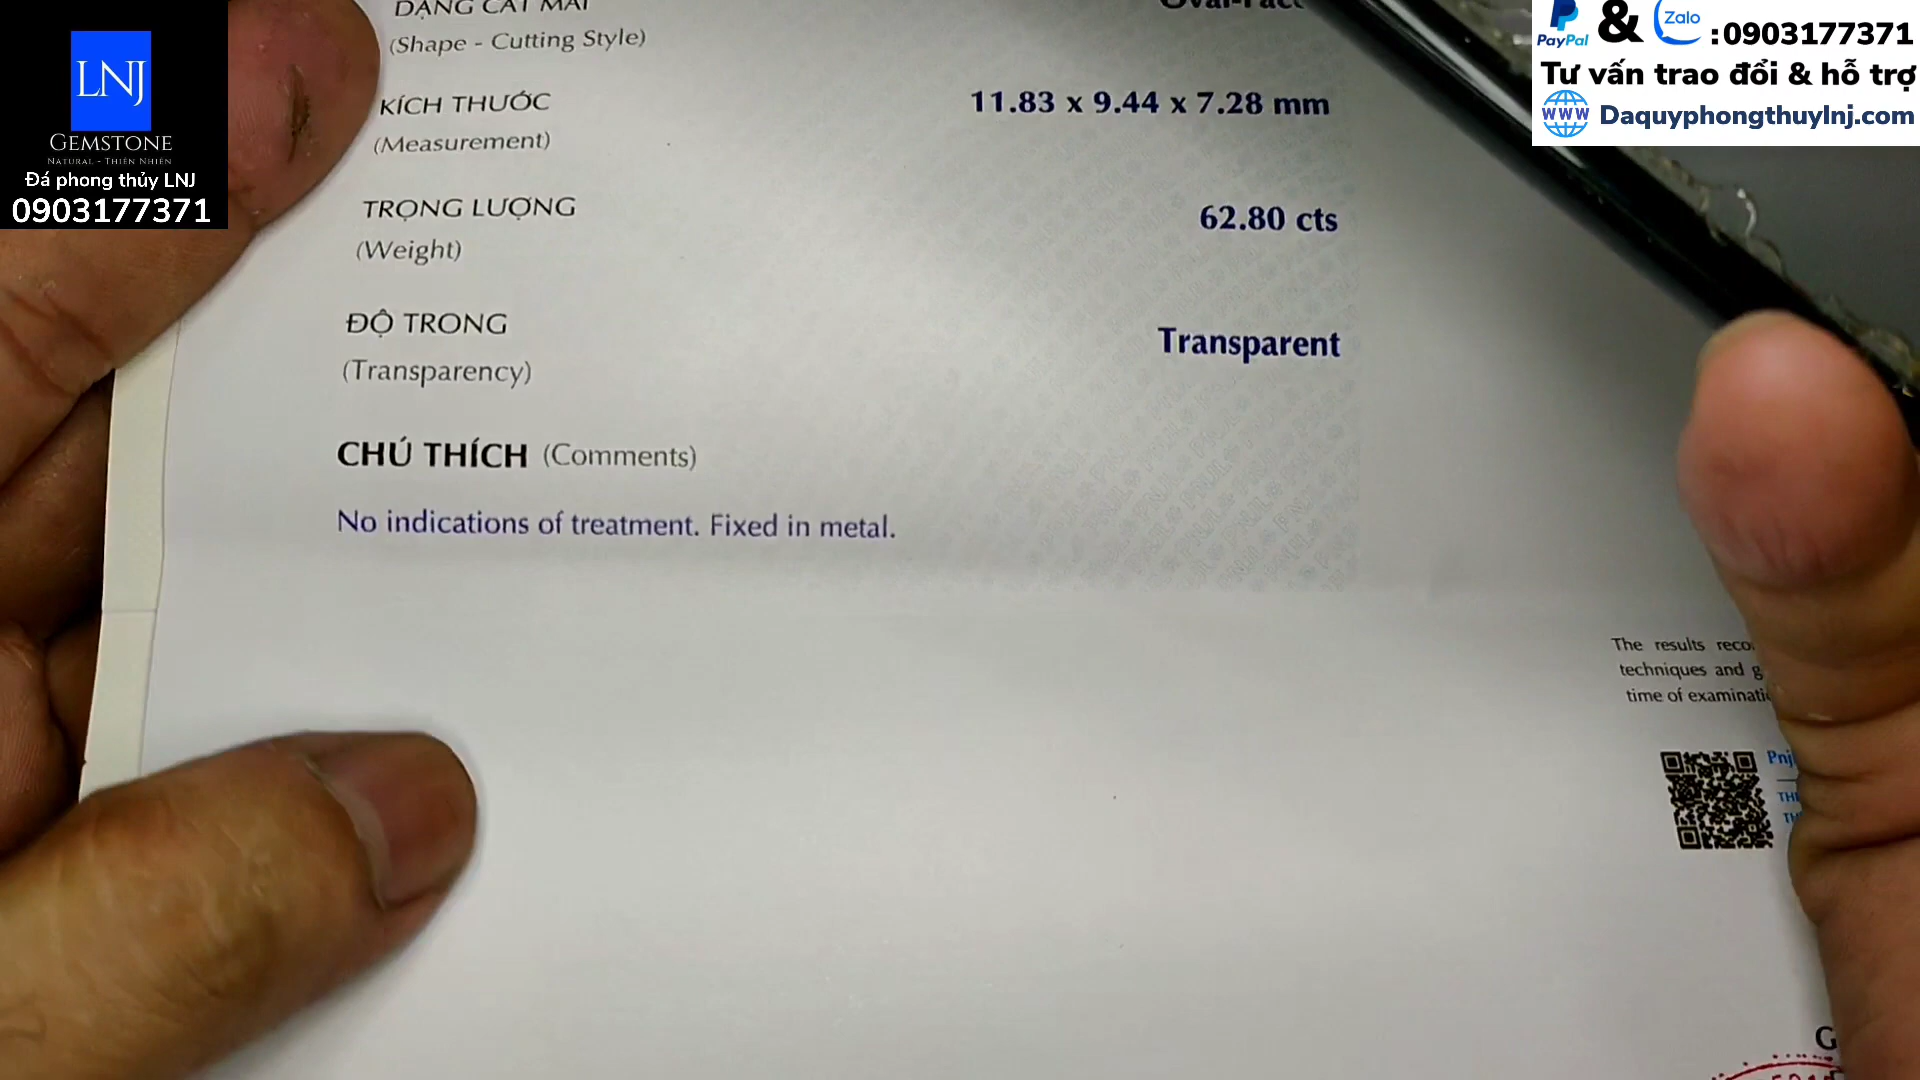 LNJ
GEMSTONE
NATURAL - THIÊN NHIÊN
Đá phong thủy LNJ
0903177371
PayPal & Zalo :0903177371
Tư vấn trao đổi & hỗ trợ
WWW Daquyphongthuylnj.com
DẠNG CẮT MÀI
(Shape - Cutting Style)
KÍCH THƯỚC 11.83 x 9.44 x 7.28 mm
(Measurement)
TRỌNG LƯỢNG 62.80 cts
(Weight)
ĐỘ TRONG Transparent
(Transparency)
CHÚ THÍCH (Comments)
No indications of treatment. Fixed in metal.
The results
techniques and
time of